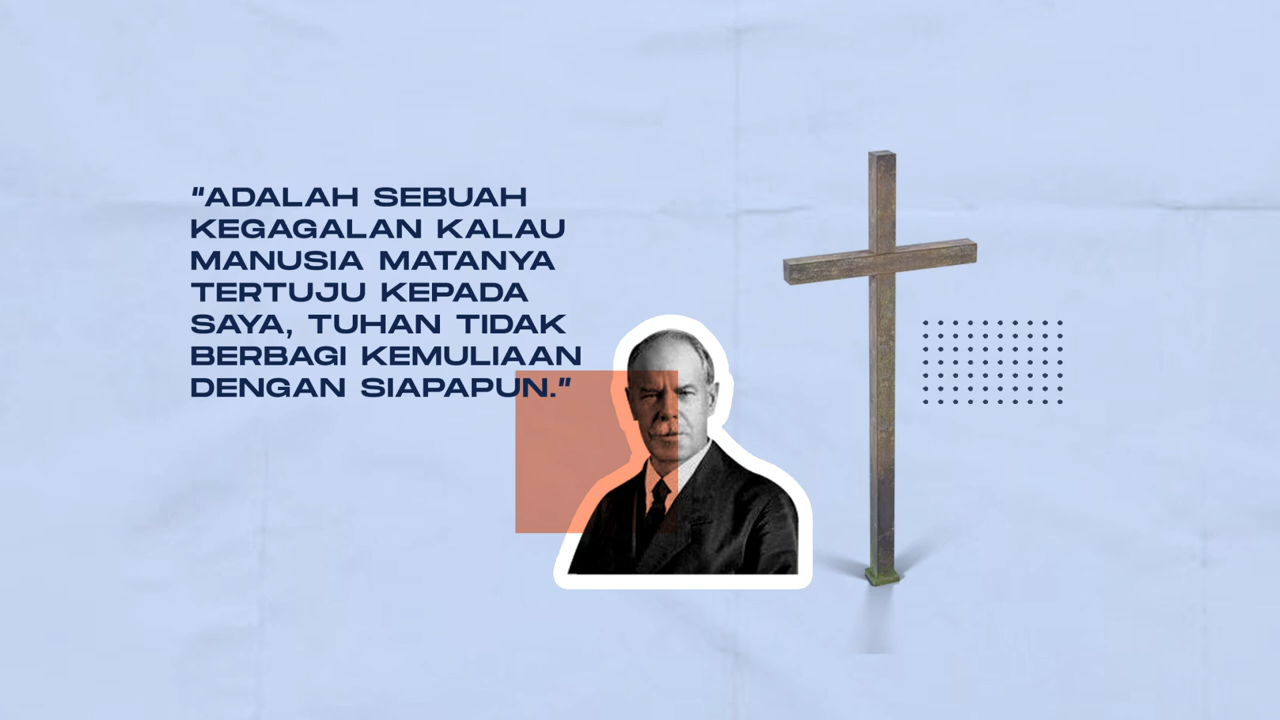 "ADALAH SEBUAH
KEGAGALAN KALAU
MANUSIA MATANYA
TERTUJU KEPADA
SAYA, TUHAN TIDAK
BERBAGI KEMULIAAN
DENGAN SIAPAPUN."